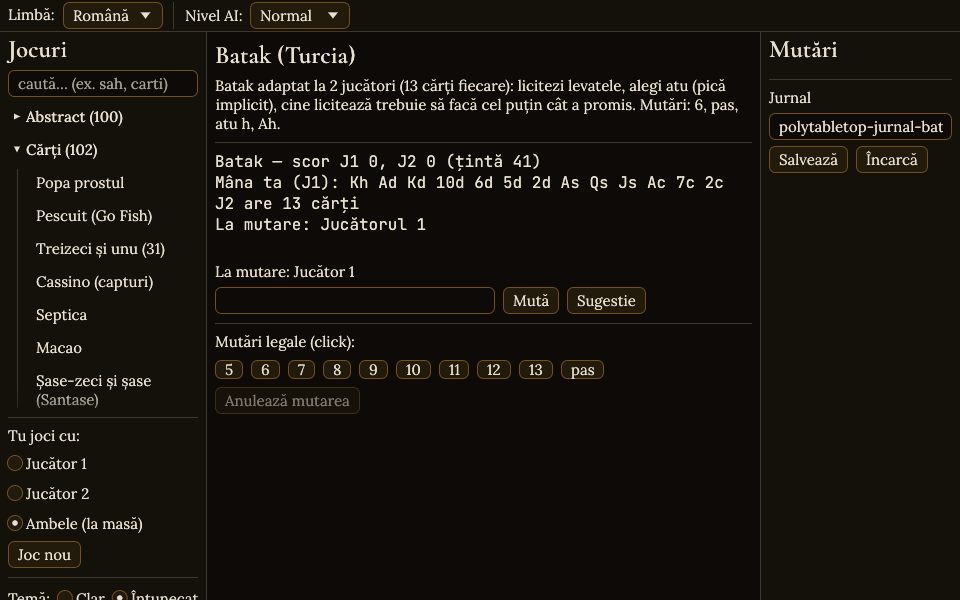 Limbă:
Română
Nivel AI:
Normal
Jocuri
caută... (ex. sah, carti)
Abstract (100)
Cărți (102)
Popa prostul
Pescuit (Go Fish)
Treizeci și unu (31)
Cassino (capturi)
Septica
Macao
Șase-zeci și șase
(Santase)
Tu joci cu:
Jucător 1
Jucător 2
Ambele (la masă)
Joc nou
Temă:
Clar
Întunecat
Batak (Turcia)
Batak adaptat la 2 jucători (13 cărți fiecare): licitezi levatele, alegi atu (pică
implicit), cine licitează trebuie să facă cel puțin cât a promis. Mutări: 6, pas,
atu h, Ah.
Batak — scor J1 0, J2 0 (țintă 41)
Mâna ta (J1): Kh Ad Kd 10d 6d 5d 2d As Qs Js Ac 7c 2c
J2 are 13 cărți
La mutare: Jucătorul 1
La mutare: Jucător 1
Mută
Sugestie
Mutări legale (click):
5 6 7 8 9 10 11 12 13 pas
Anulează mutarea
Mutări
Jurnal
polytabletop-jurnal-bat
Salvează
Încarcă